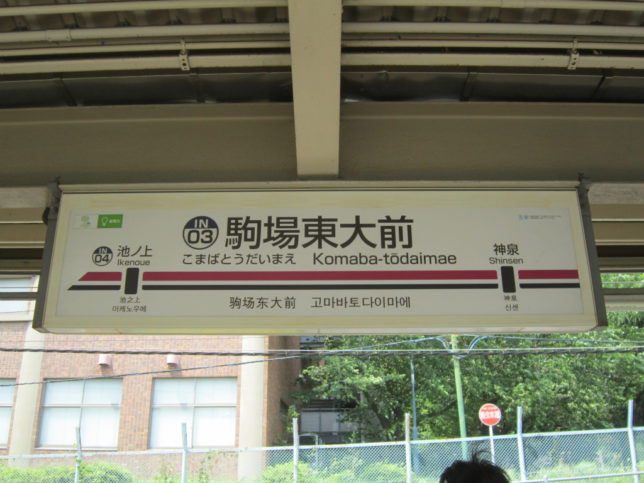 IN
03
駒場東大前
こまばとうだいまえ Komaba-tōdaimae
IN
04
池ノ上
Ikenoue
神泉
Shinsen
池之上
이케노우에
驹场东大前 고마바토다이마에
神泉
신센